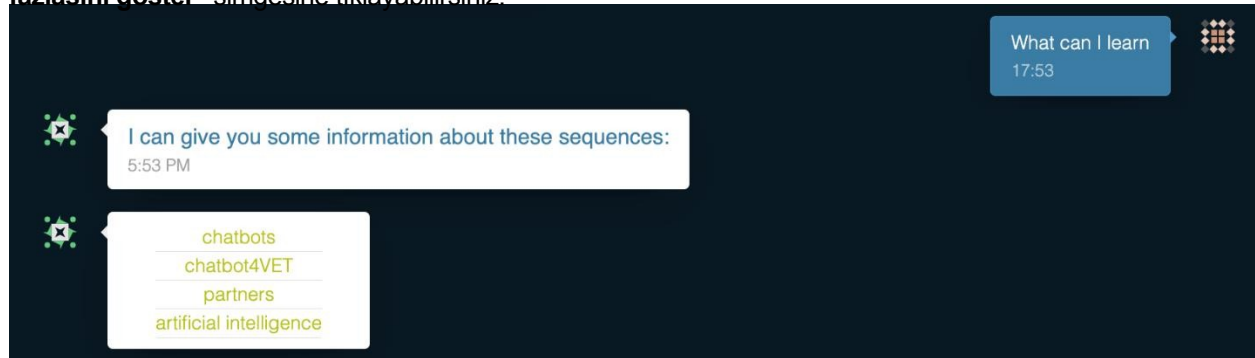 What can I learn
17:53
I can give you some information about these sequences:
5:53 PM
chatbots
chatbot4VET
partners
artificial intelligence